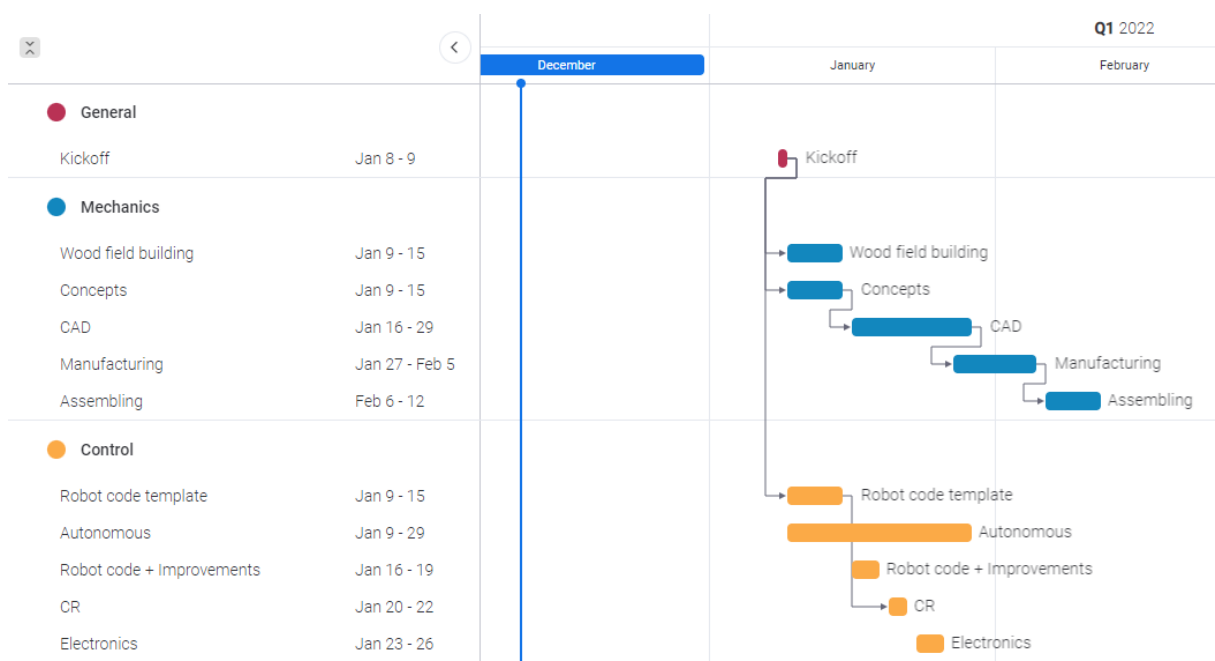 Q1 2022
December January February
General
Kickoff Jan 8 - 9 Kickoff
Mechanics
Wood field building Jan 9 - 15 Wood field building
Concepts Jan 9 - 15 Concepts
CAD Jan 16 - 29 CAD
Manufacturing Jan 27 - Feb 5 Manufacturing
Assembling Feb 6 - 12 Assembling
Control
Robot code template Jan 9 - 15 Robot code template
Autonomous Jan 9 - 29 Autonomous
Robot code + Improvements Jan 16 - 19 Robot code + Improvements
CR Jan 20 - 22 CR
Electronics Jan 23 - 26 Electronics